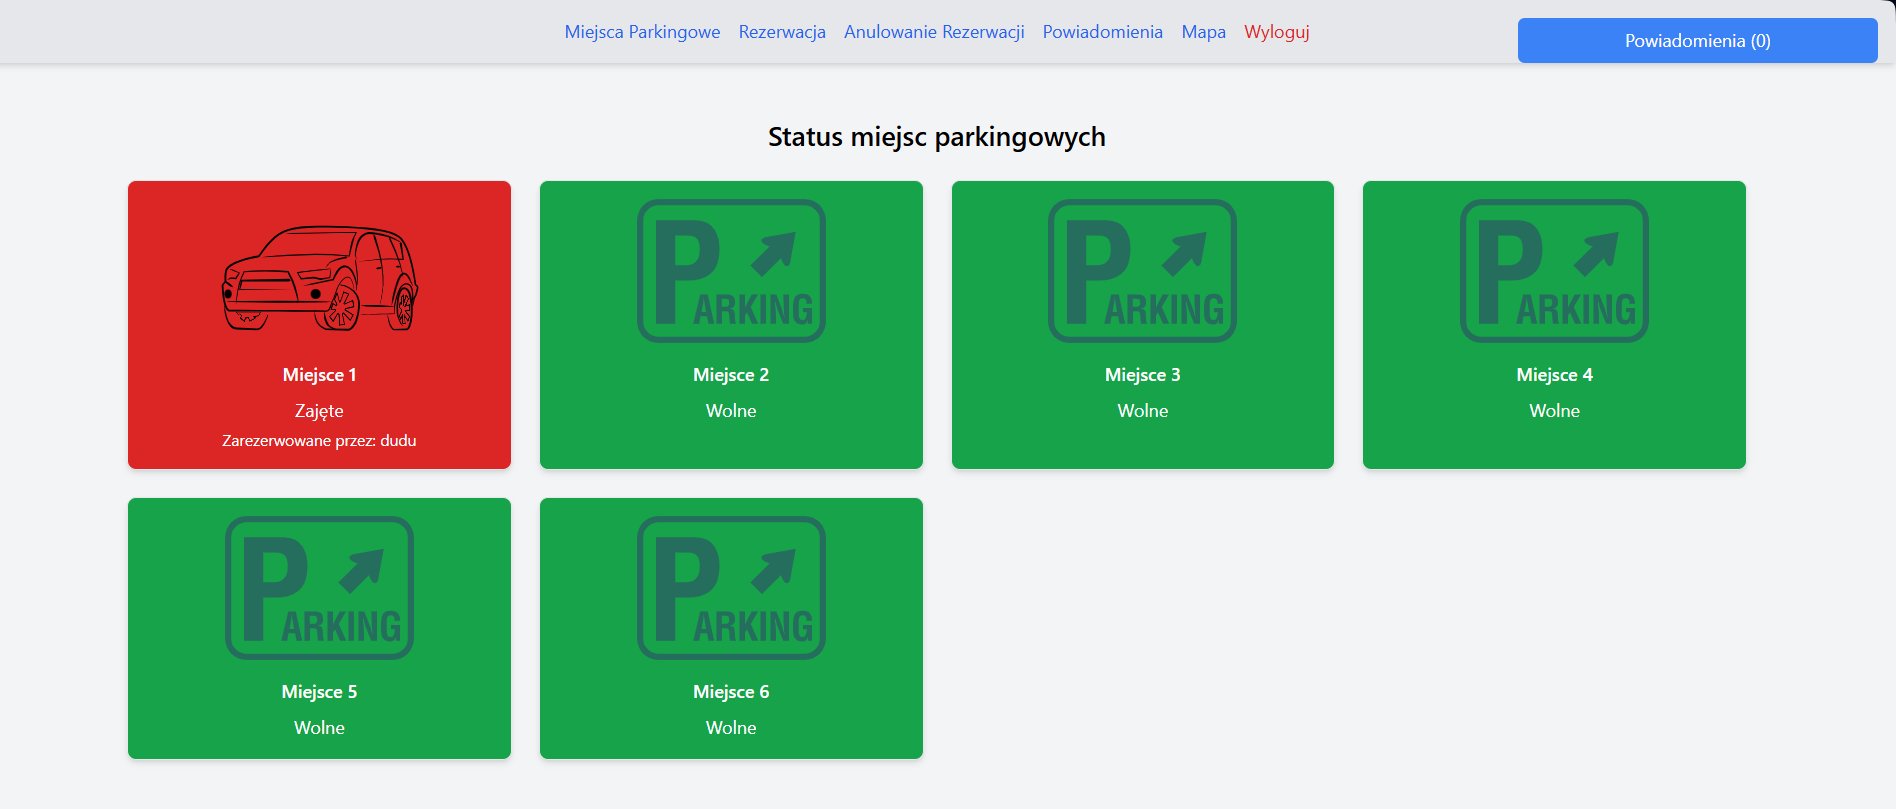 Miejsca Parkingowe Rezerwacja Anulowanie Rezerwacji Powiadomienia Mapa Wyloguj
Powiadomienia (0)
Status miejsc parkingowych
PARKING
PARKING
PARKING
Miejsce 1
Zajęte
Zarezerwowane przez: dudu
Miejsce 2
Wolne
Miejsce 3
Wolne
Miejsce 4
Wolne
PARKING
PARKING
Miejsce 5
Wolne
Miejsce 6
Wolne